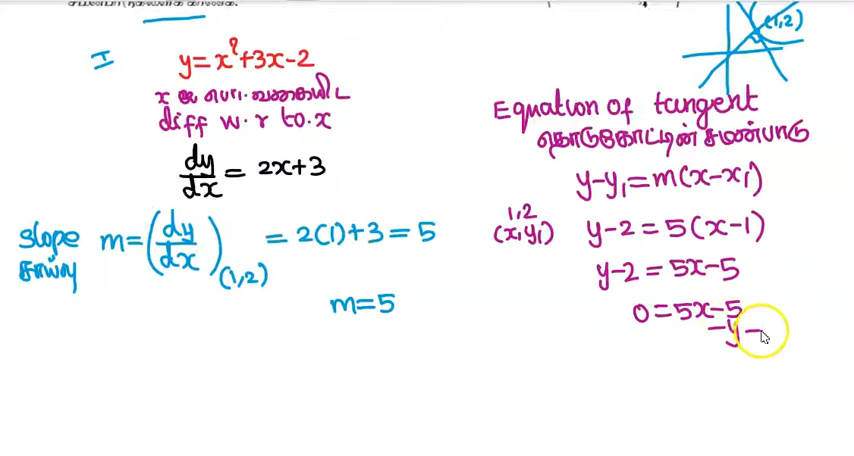 (1,2)
I y=x²+3x-2
x ஐ பொ. வகையிட
diff w.r to.x
dy/dx = 2x+3
slope m=(dy/dx)(1,2) = 2(1)+3=5
சாய்வு
m=5
Equation of tangent
தொடுகோட்டின் சமன்பாடு
y-y₁=m(x-x₁)
1,2
(x₁y₁) y-2=5(x-1)
y-2=5x-5
0=5x-5
-y-